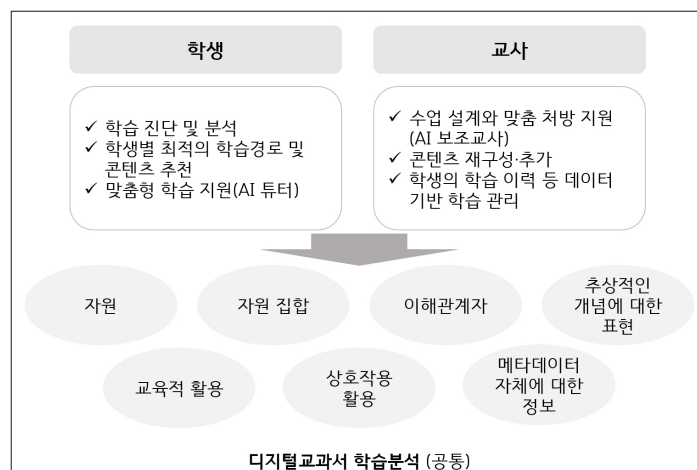 학생
교사
✓ 학습 진단 및 분석
✓ 학생별 최적의 학습경로 및
콘텐츠 추천
✓ 맞춤형 학습 지원(AI 튜터)
✓ 수업 설계와 맞춤 처방 지원
(AI 보조교사)
✓ 콘텐츠 재구성·추가
✓ 학생의 학습 이력 등 데이터
기반 학습 관리
자원
자원 집합
이해관계자
추상적인
개념에 대한
표현
교육적 활용
상호작용
활용
메타데이터
자체에 대한
정보
디지털교과서 학습분석 (공통)